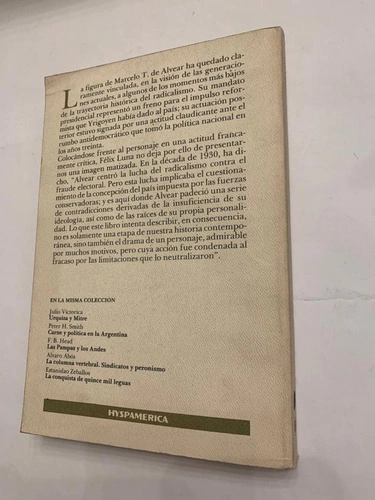 La figura de Marcelo T. de Alvear ha quedado cla-
ramente vinculada, en la visión de las generacio-
nes actuales, a algunos de los momentos más bajos
de la trayectoria histórica del radicalismo. Su mandato
presidencial representó un freno para el impulso refor-
mista que Yrigoyen había dado al país; su actuación pos-
terior estuvo signada por una actitud claudicante ante el
rumbo antidemocrático que tomó la política nacional en
los años treinta.
Colocándose frente al personaje en una actitud franca-
mente crítica, Félix Luna no deja por ello de presentar-
nos una imagen matizada. En la década de 1930, ha di-
cho, "Alvear centró la lucha del radicalismo contra el
fraude electoral. Pero esta lucha implicaba el cuestiona-
miento de la concepción del país impuesta por las fuerzas
conservadoras; y es aquí donde Alvear padeció una serie
de contradicciones derivadas de la insuficiencia de su
ideología, así como de las raíces de su propia personali-
dad. Lo que este libro intenta describir, en consecuencia,
no es solamente una etapa de nuestra historia contempo-
ránea, sino también el drama de un personaje, admirable
por muchos motivos, pero cuya acción fue condenada al
fracaso por las limitaciones que lo neutralizaron".
EN LA MISMA COLECCION
Julio Victorica
Urquiza y Mitre
Peter H. Smith
Carne y política en la Argentina
F. B. Head
Las Pampas y los Andes
Alvaro Abós
La columna vertebral. Sindicatos y peronismo
Estanislao Zeballos
La conquista de quince mil leguas
HYSPAMERICA